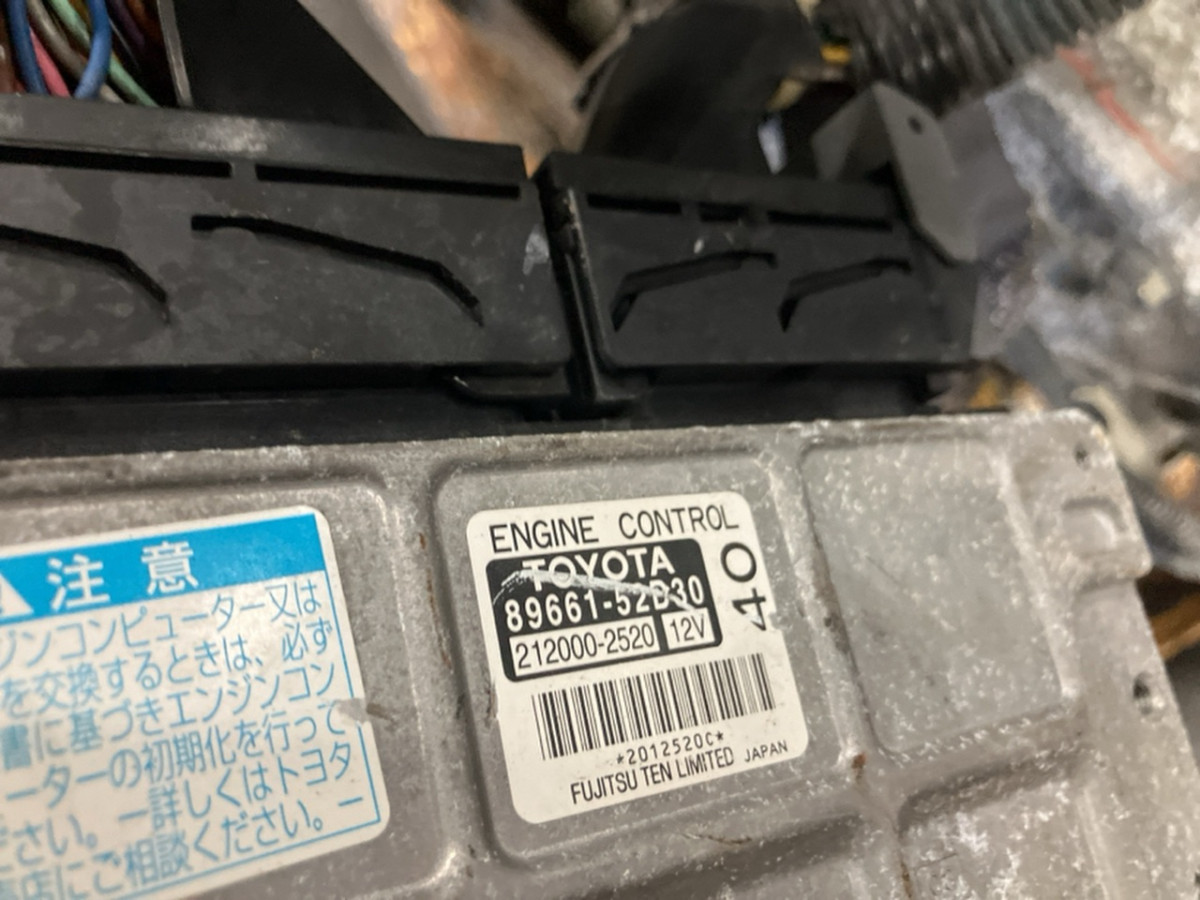 注意
ジンコンピューター又は
を交換するときは、必ず
書に基づきエンジンコン
ーターの初期化を行って
ださい。ー詳しくはトヨタ
店にご相談ください。ー
ENGINE CONTROL
TOYOTA
89661-52D30
212000-2520
12V
40
*2012520C*
FUJITSU TEN LIMITED JAPAN